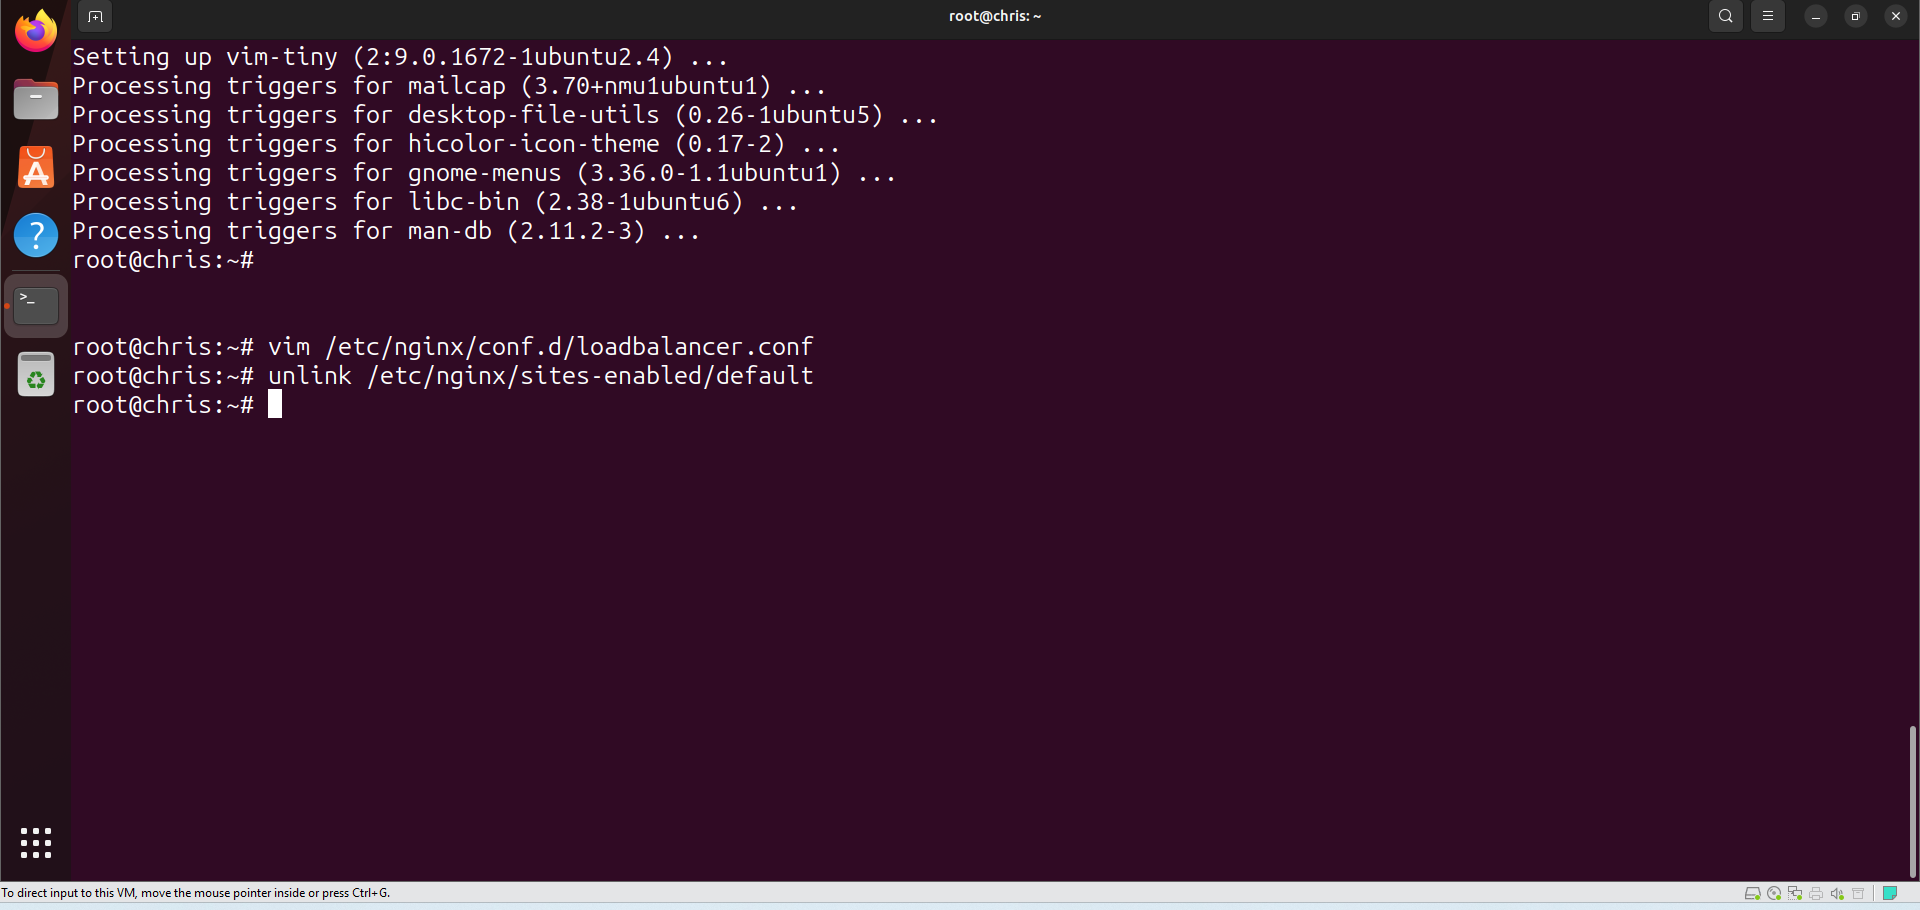 root@chris: ~
Setting up vim-tiny (2:9.0.1672-1ubuntu2.4) ...
Processing triggers for mailcap (3.70+nmu1ubuntu1) ...
Processing triggers for desktop-file-utils (0.26-1ubuntu5) ...
Processing triggers for hicolor-icon-theme (0.17-2) ...
Processing triggers for gnome-menus (3.36.0-1.1ubuntu1) ...
Processing triggers for libc-bin (2.38-1ubuntu6) ...
Processing triggers for man-db (2.11.2-3) ...
root@chris:~#
root@chris:~# vim /etc/nginx/conf.d/loadbalancer.conf
root@chris:~# unlink /etc/nginx/sites-enabled/default
root@chris:~#
To direct input to this VM, move the mouse pointer inside or press Ctrl+G.